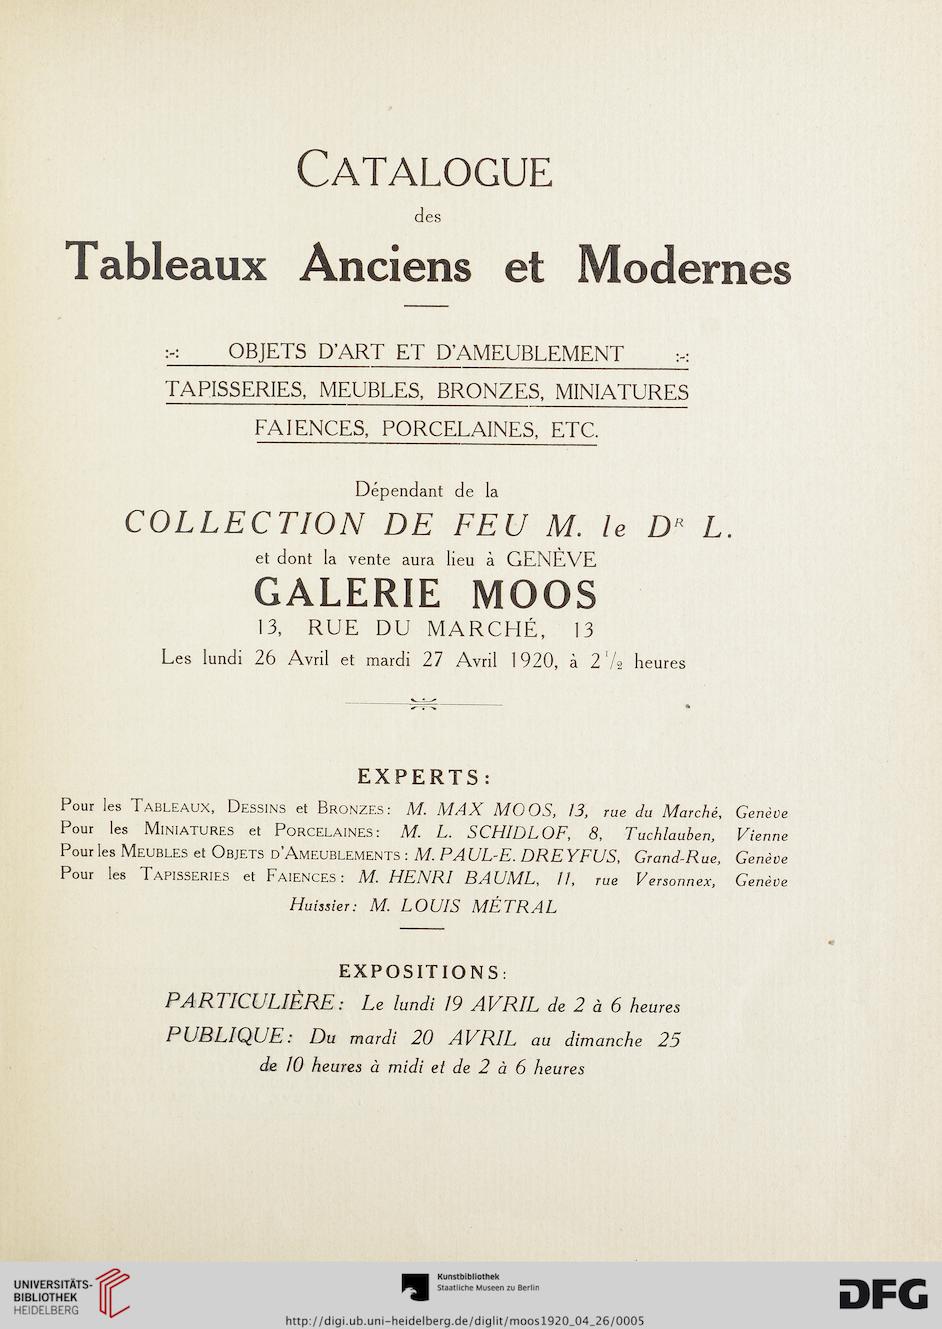 CATALOGUE
des
Tableaux Anciens et Modernes
:-: OBJETS D'ART ET D'AMEUBLEMENT :-:
TAPISSERIES, MEUBLES, BRONZES, MINIATURES
FAIENCES, PORCELAINES, ETC.
Dépendant de la
COLLECTION DE FEU M. le DR L.
et dont la vente aura lieu à GENÈVE
GALERIE MOOS
13, RUE DU MARCHÉ, 13
Les lundi 26 Avril et mardi 27 Avril 1920, à 2 1/2 heures
EXPERTS:
Pour les TABLEAUX, DESSINS et BRONZES: M. MAX MOOS, 13, rue du Marché, Genève
Pour les MINIATURES et PORCELAINES: M. L. SCHIDLOF, 8, Tuchlauben, Vienne
Pour les MEUBLES et OBJETS D'AMEUBLEMENTS: M. PAUL-E. DREYFUS, Grand-Rue, Genève
Pour les TAPISSERIES et FAIENCES: M. HENRI BAUML, 11, rue Versonnex, Genève
Huissier: M. LOUIS MÉTRAL
EXPOSITIONS:
PARTICULIÈRE: Le lundi 19 AVRIL de 2 à 6 heures
PUBLIQUE: Du mardi 20 AVRIL au dimanche 25
de 10 heures à midi et de 2 à 6 heures
UNIVERSITÄTS-
BIBLIOTHEK
HEIDELBERG
Kunstbibliothek
Staatliche Museen zu Berlin
http://digi.ub.uni-heidelberg.de/diglit/moos1920_04_26/0005
DFG